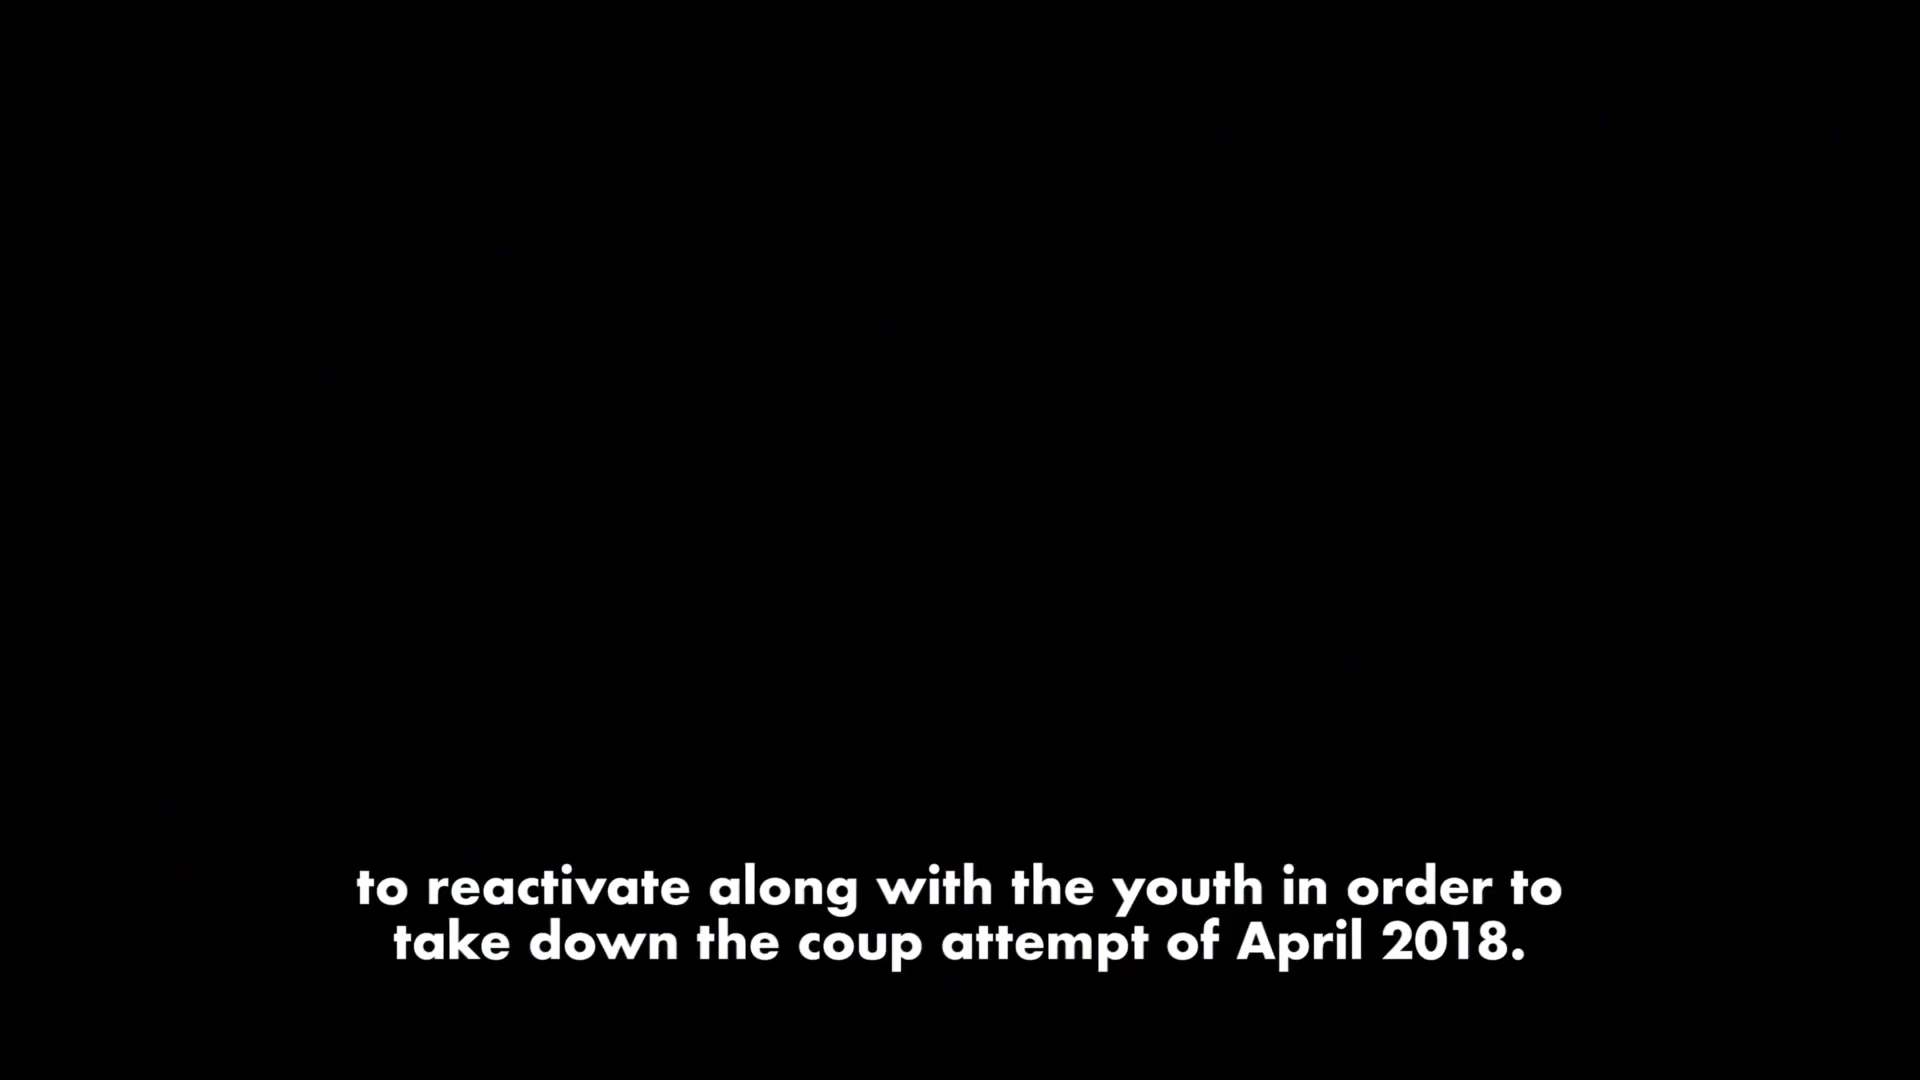 to reactivate along with the youth in order to
take down the coup attempt of April 2018.